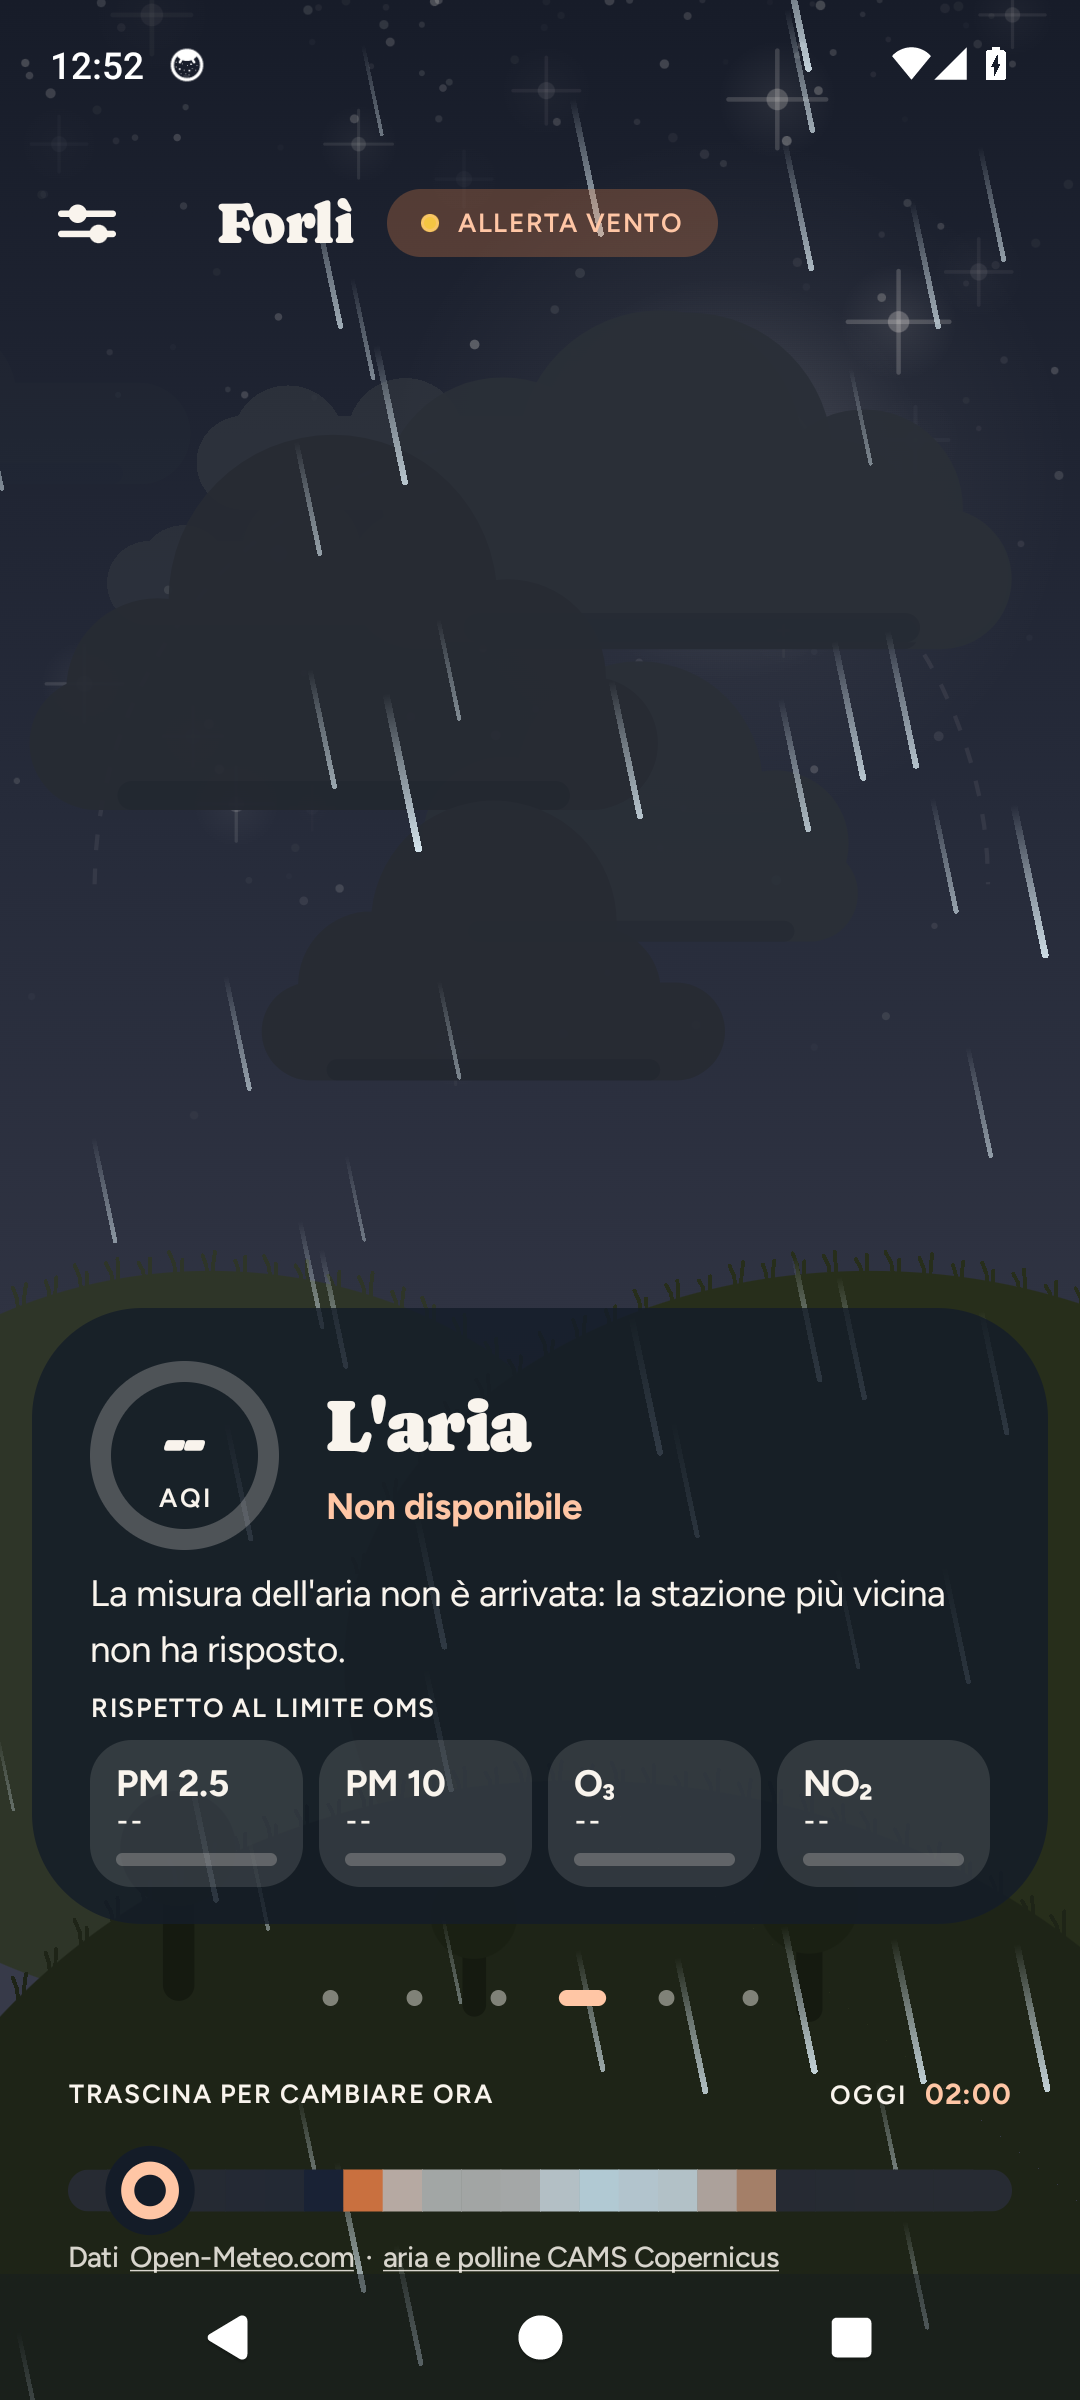 12:52
Forlì
ALLERTA VENTO
--
AQI
L'aria
Non disponibile
La misura dell'aria non è arrivata: la stazione più vicina
non ha risposto.
RISPETTO AL LIMITE OMS
PM 2.5
--
PM 10
--
O₃
--
NO₂
--
TRASCINA PER CAMBIARE ORA
OGGI 02:00
Dati Open-Meteo.com · aria e polline CAMS Copernicus